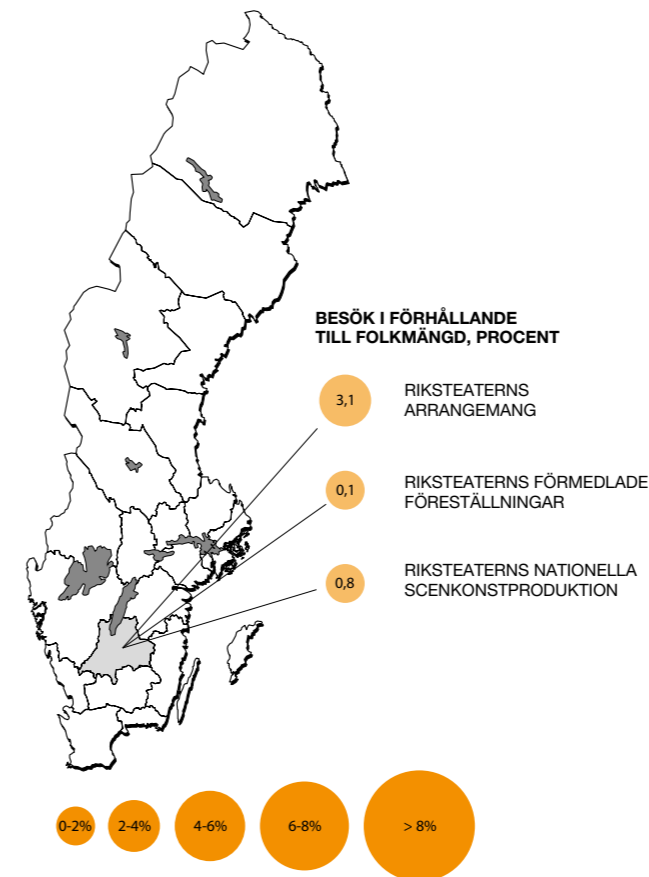 BESÖK I FÖRHÅLLANDE
TILL FOLKMÄNGD, PROCENT
3,1
RIKSTEATERNS
ARRANGEMANG
0,1
RIKSTEATERNS FÖRMEDLADE
FÖRESTÄLLNINGAR
0,8
RIKSTEATERNS NATIONELLA
SCENKONSTPRODUKTION
0-2%
2-4%
4-6%
6-8%
> 8%